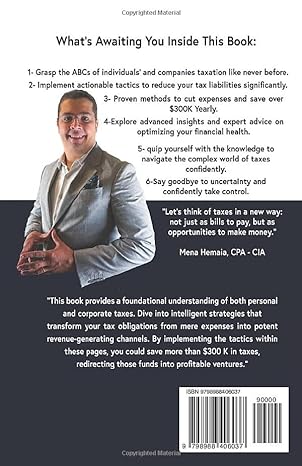 Copyrighted Material
What's Awaiting You Inside This Book:
1- Grasp the ABCs of individuals' and companies taxation like never before.
2- Implement actionable tactics to reduce your tax liabilities significantly.
3- Proven methods to cut expenses and save over
$300K Yearly.
4-Explore advanced insights and expert advice on
optimizing your financial health.
5- quip yourself with the knowledge to
navigate the complex world of taxes
confidently.
6-Say goodbye to uncertainty and
confidently take control.
"Let's think of taxes in a new way:
not just as bills to pay, but as
opportunities to make money."
Mena Hemaia, CPA - CIA
"This book provides a foundational understanding of both personal
and corporate taxes. Dive into intelligent strategies that
transform your tax obligations from mere expenses into potent
revenue-generating channels. By implementing the tactics within
these pages, you could save more than $300 K in taxes,
redirecting those funds into profitable ventures."
ISBN 9798988406037
90000
9 798988 406037
Copyrighted Material